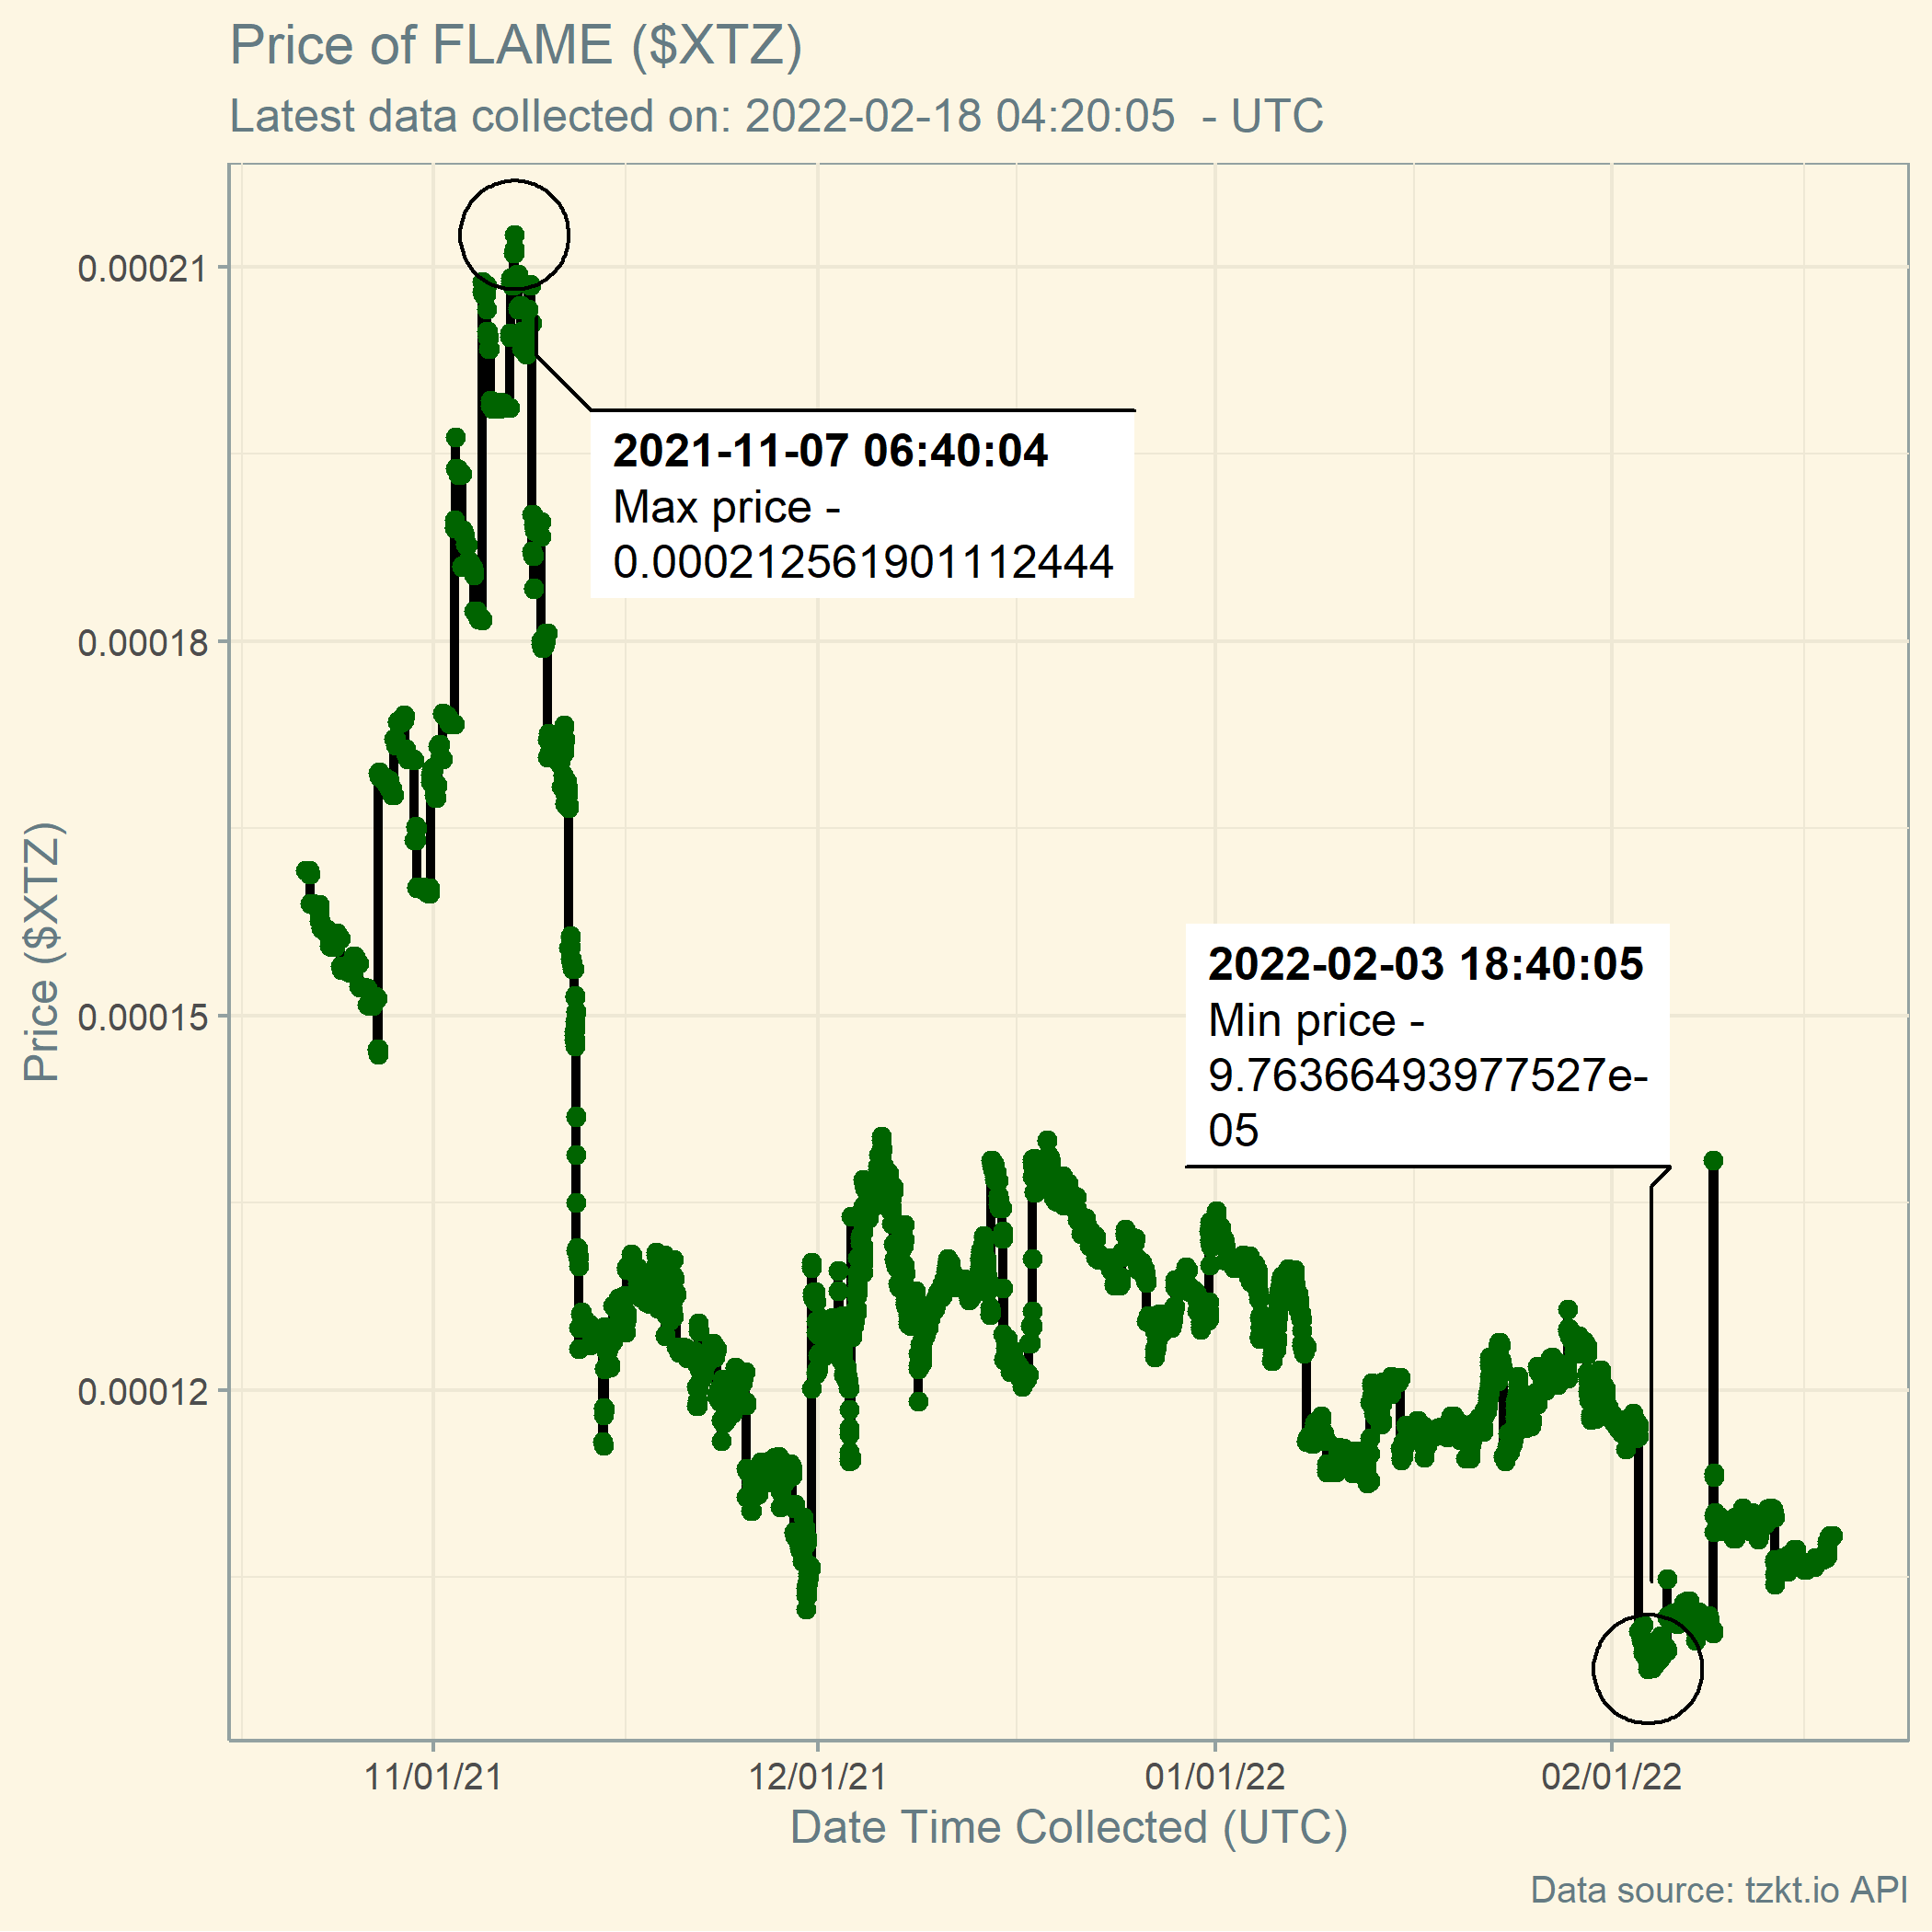 Price of FLAME ($XTZ)
Latest data collected on: 2022-02-18 04:20:05  - UTC
0.00021
0.00018
0.00015
0.00012
Price ($XTZ)
2021-11-07 06:40:04
Max price -
0.000212561901112444
2022-02-03 18:40:05
Min price -
9.76366493977527e-
05
11/01/21
12/01/21
01/01/22
02/01/22
Date Time Collected (UTC)
Data source: tzkt.io API